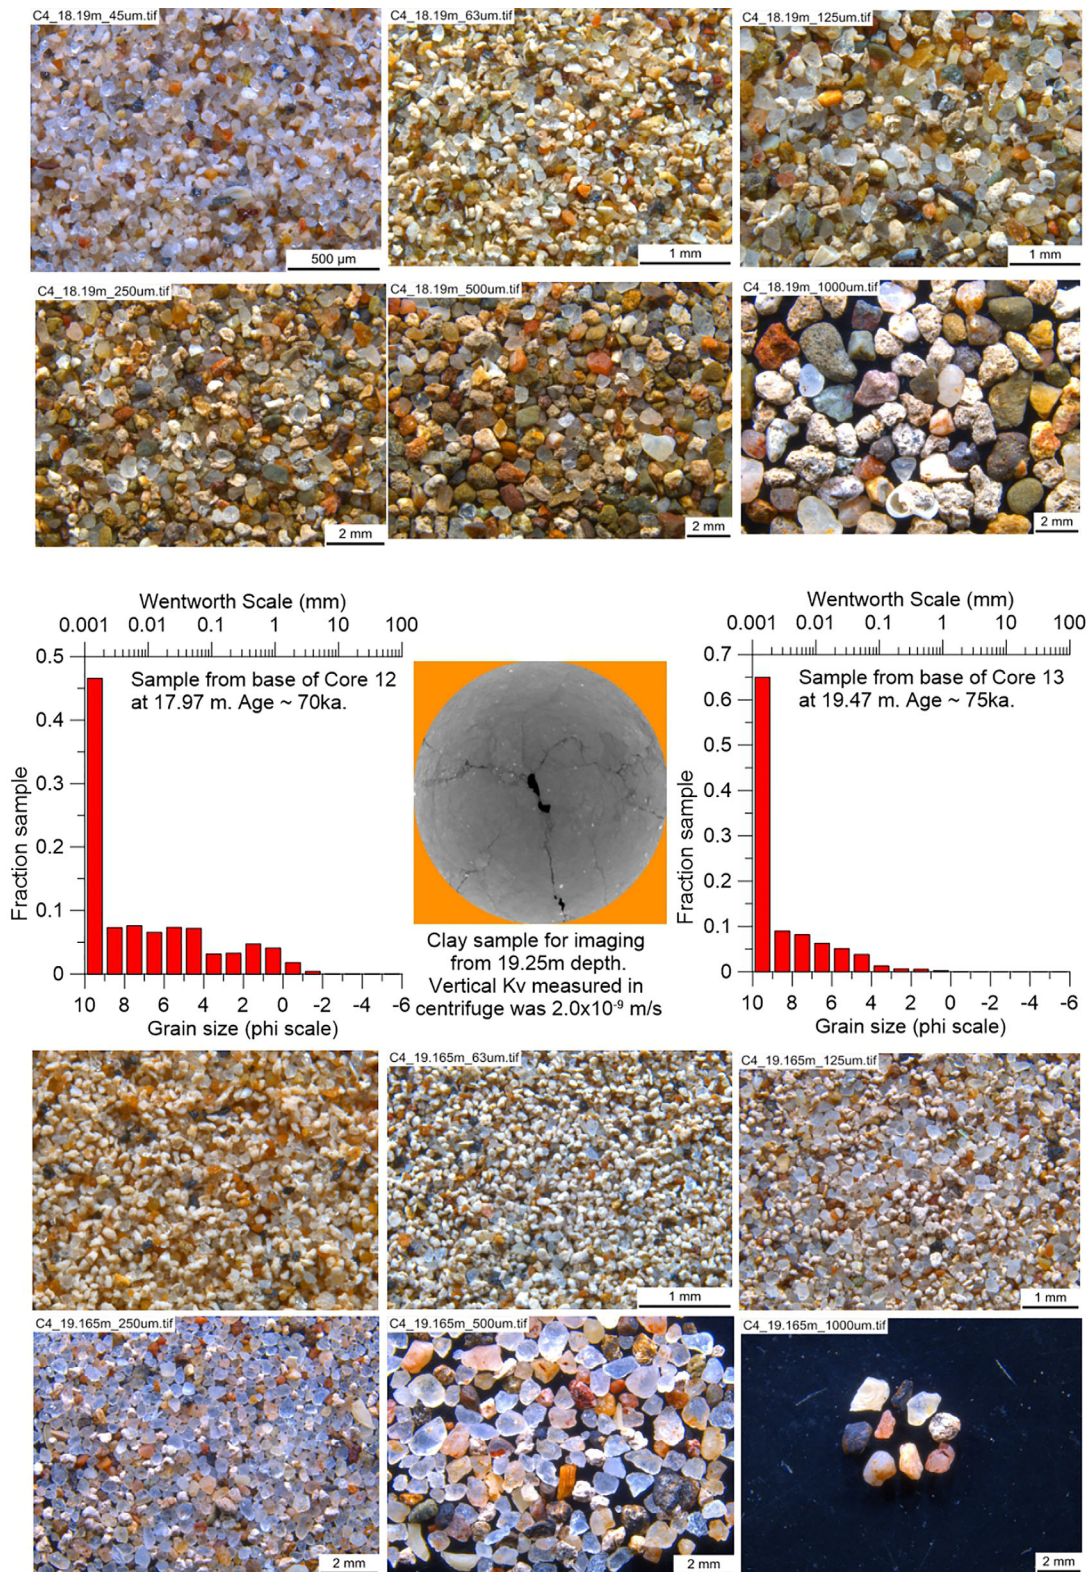 C4_18.19m_45um.tif
C4_18.19m_63um.tif
C4_18.19m_125um.tif
500 µm
1 mm
1 mm
C4_18.19m_250um.tif
C4_18.19m_500um.tif
C4_18.19m_1000um.tif
2 mm
2 mm
2 mm
Wentworth Scale (mm)
0.001 0.01 0.1 1 10 100
0.5
0.4
0.3
0.2
0.1
0
Fraction sample
Sample from base of Core 12
at 17.97 m. Age ~ 70ka.
10 8 6 4 2 0 -2 -4 -6
Grain size (phi scale)
Clay sample for imaging
from 19.25m depth.
Vertical Kv measured in
centrifuge was 2.0x10⁻⁹ m/s
Wentworth Scale (mm)
0.001 0.01 0.1 1 10 100
0.7
0.6
0.5
0.4
0.3
0.2
0.1
0
Fraction sample
Sample from base of Core 13
at 19.47 m. Age ~ 75ka.
10 8 6 4 2 0 -2 -4 -6
Grain size (phi scale)
C4_19.165m_63um.tif
C4_19.165m_125um.tif
1 mm
1 mm
C4_19.165m_250um.tif
C4_19.165m_500um.tif
C4_19.165m_1000um.tif
2 mm
2 mm
2 mm